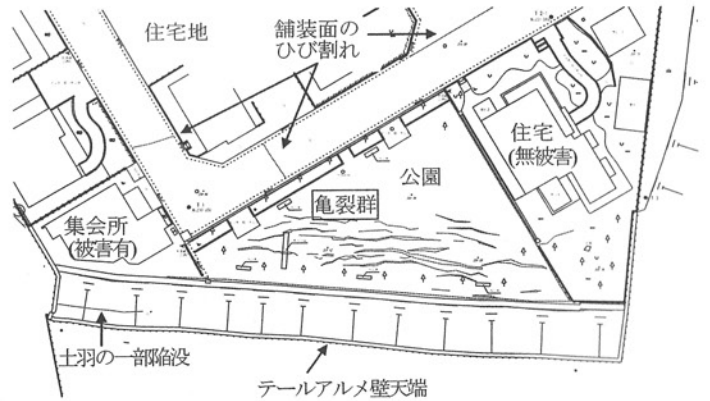 住宅地
舗装面の
ひび割れ
住宅
(無被害)
公園
亀裂群
集会所
(被害有)
土羽の一部陥没
テールアルメ壁天端